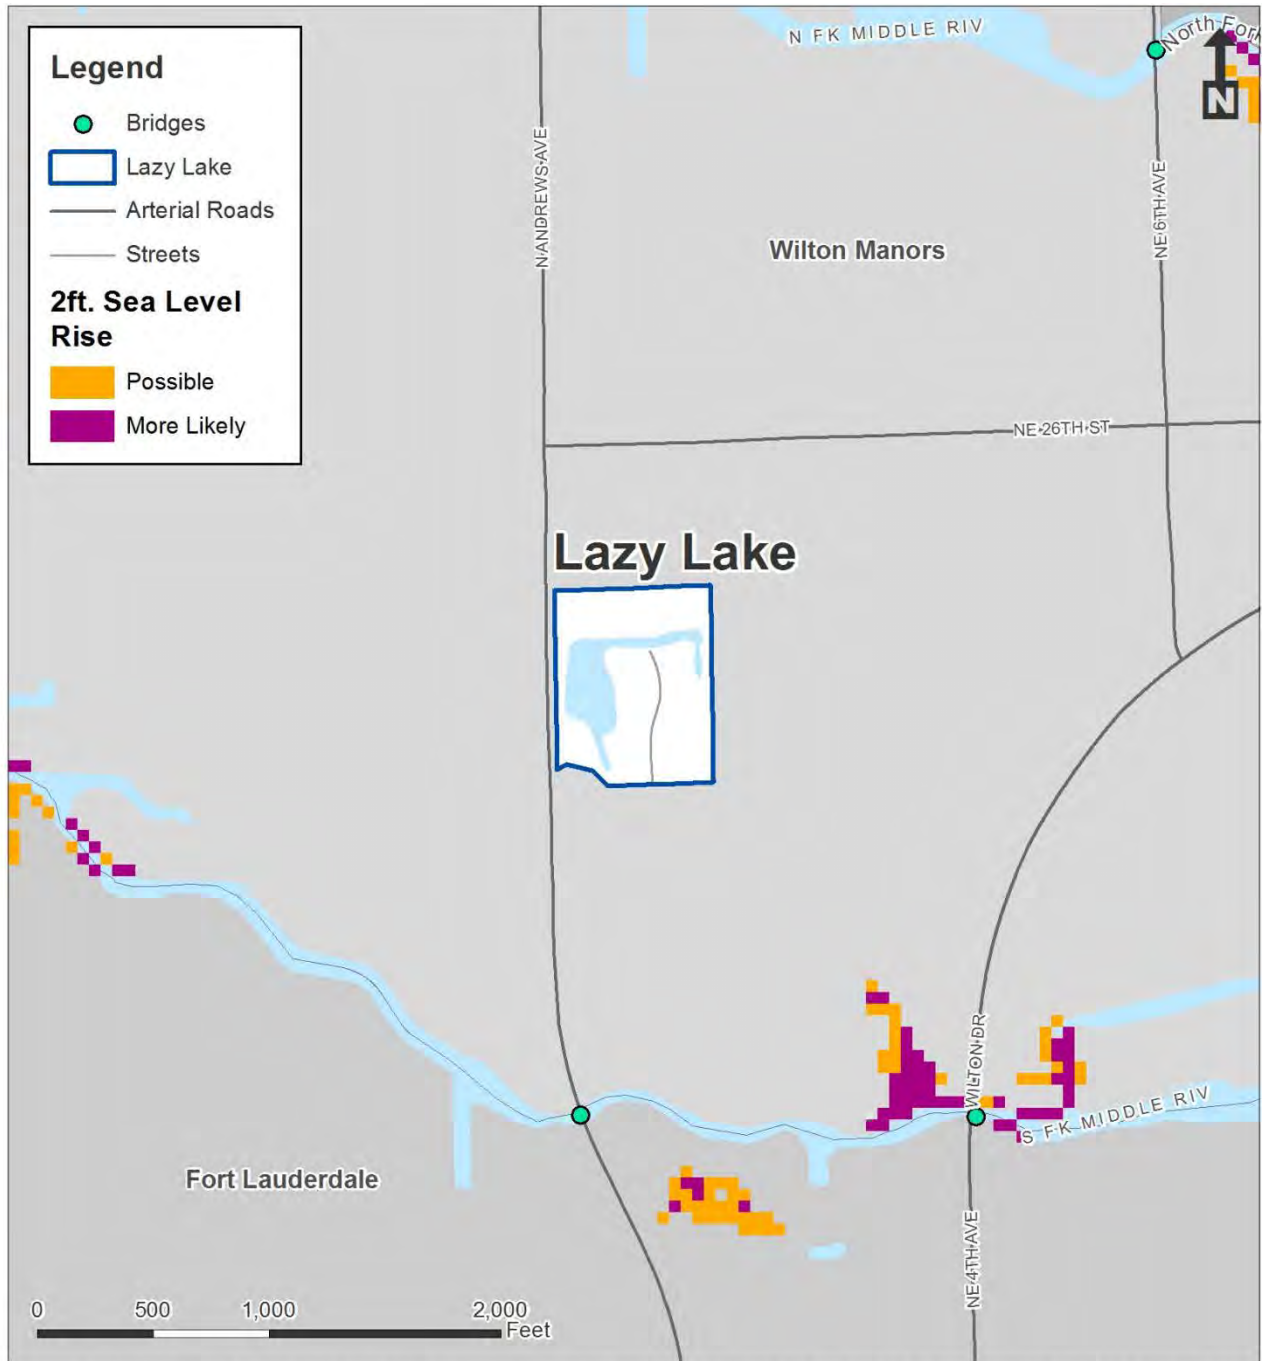 Legend
Bridges
Lazy Lake
Arterial Roads
Streets
2ft. Sea Level
Rise
Possible
More Likely
N FK MIDDLE RIV
North Fork
N
N ANDREWS AVE
NE 6TH AVE
Wilton Manors
NE 26TH ST
Lazy Lake
WILTON DR
S FK MIDDLE RIV
Fort Lauderdale
NE 4TH AVE
0 500 1,000 2,000
Feet